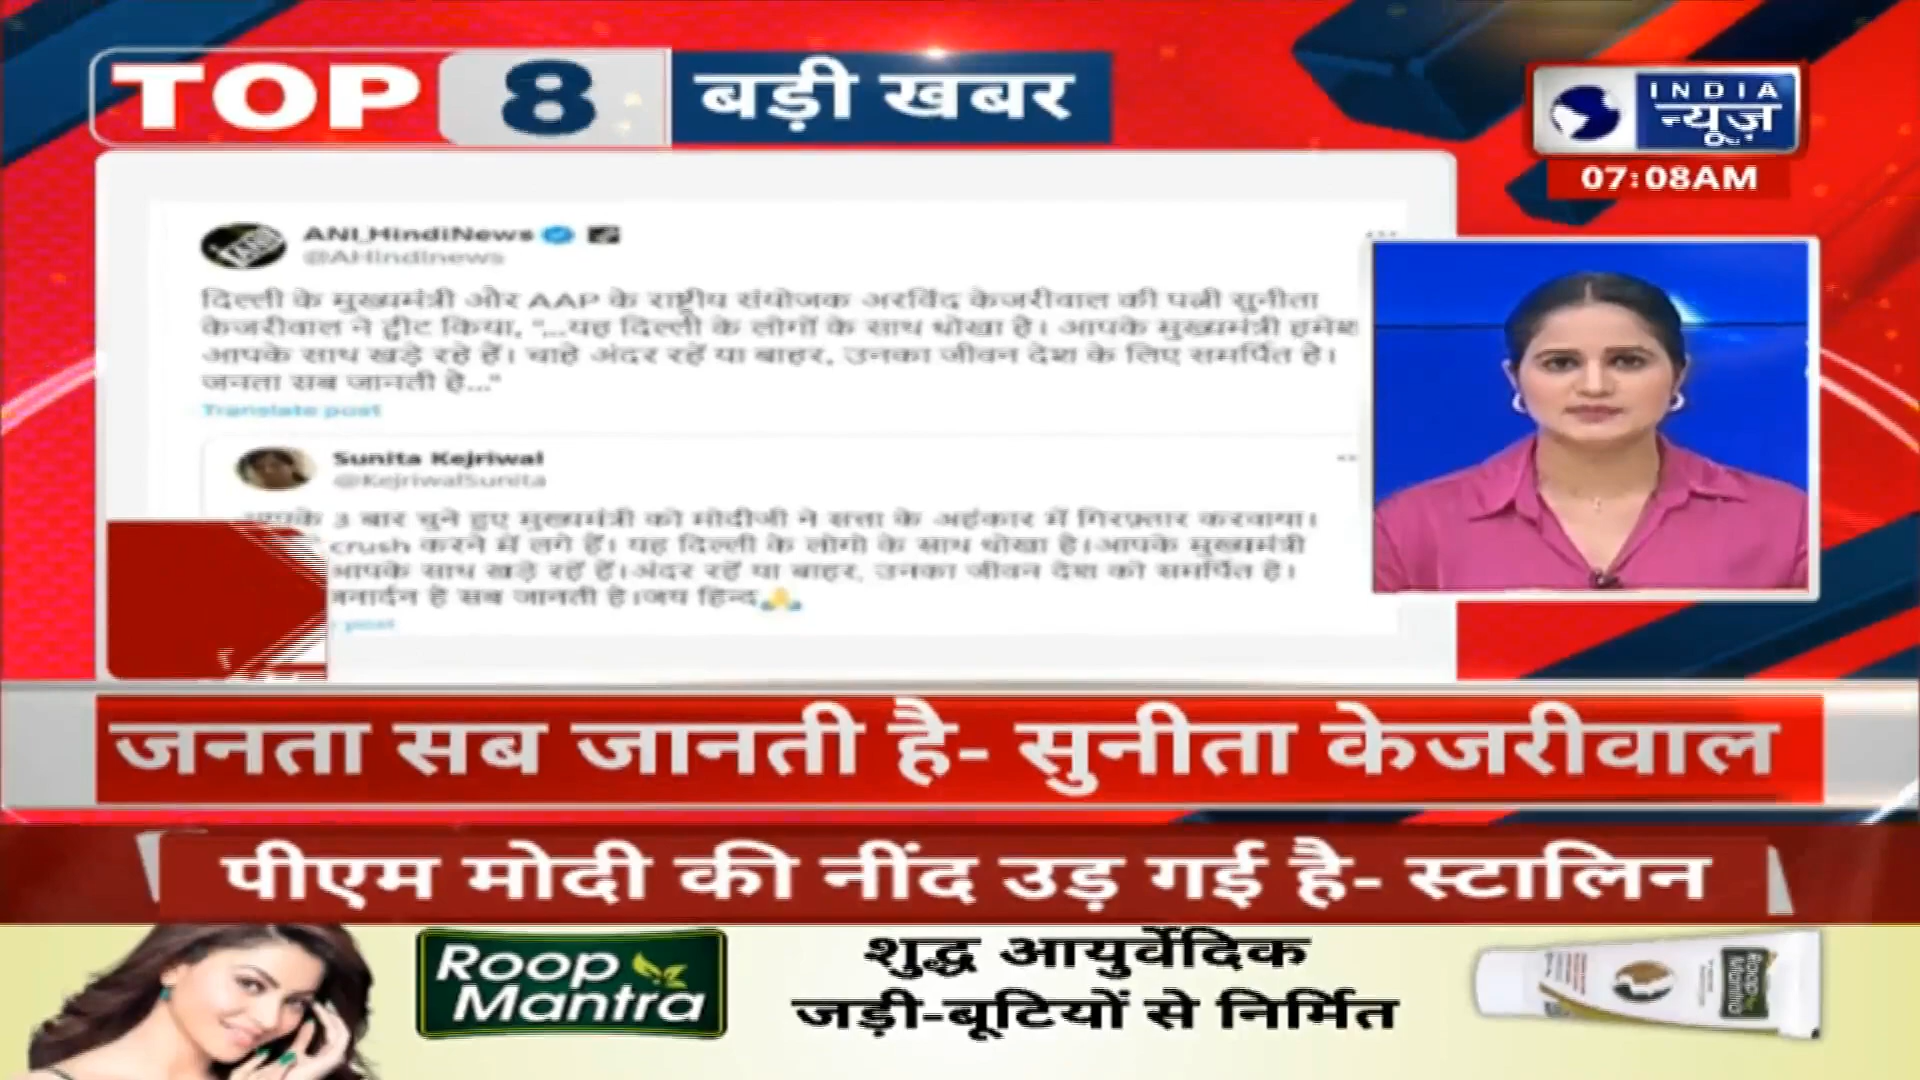 TOP 8 बड़ी खबर
INDIA
न्यूज़
07:08AM
ANI_HindiNews
@AHindinews
दिल्ली के मुख्यमंत्री और AAP के राष्ट्रीय संयोजक अरविंद केजरीवाल की पत्नी सुनीता
केजरीवाल ने ट्वीट किया, "...यह दिल्ली के लोगों के साथ धोखा है। आपके मुख्यमंत्री
आपके साथ खड़े रहे हैं। चाहे अंदर रहें या बाहर, उनका जीवन देश के लिए समर्पित है।
जनता सब जानती है..."
Translate post
Sunita Kejriwal
@KejriwalSunita
3 बार चुने हुए मुख्यमंत्री को मोदीजी ने सत्ता के अहंकार में गिरफ़्तार करवाया।
crush करने में लगे हैं। यह दिल्ली के लोगो के साथ धोखा है।आपके मुख्यमंत्री
आपके साथ खड़े रहें हैं।अंदर रहें या बाहर, उनका जीवन देश को समर्पित है।
है सब जानती है।जय हिन्द🙏
post
जनता सब जानती है- सुनीता केजरीवाल
पीएम मोदी की नींद उड़ गई है- स्टालिन
Roop
Mantra
शुद्ध आयुर्वेदिक
जड़ी-बूटियों से निर्मित
Roop
Mantra